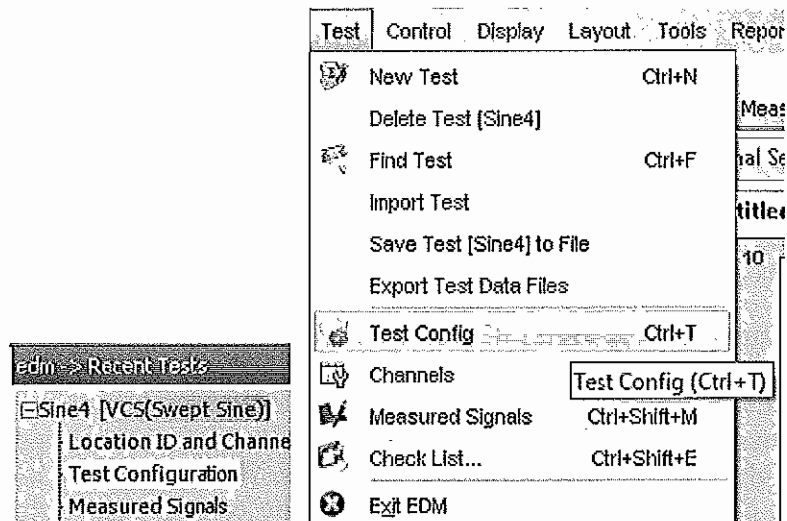 Test Control Display Layout Tools Repor
New Test Ctrl+N
Meas
Delete Test [Sine4]
Find Test Ctrl+F
nal Se
Import Test
titled
Save Test [Sine4] to File
10
Export Test Data Files
Test Config Ctrl+T
Channels
Test Config (Ctrl+T)
Measured Signals Ctrl+Shift+M
Check List... Ctrl+Shift+E
Exit EDM
edm -> Recent Tests
Sine4 [VCS(Swept Sine)]
Location ID and Channe
Test Configuration
Measured Signals